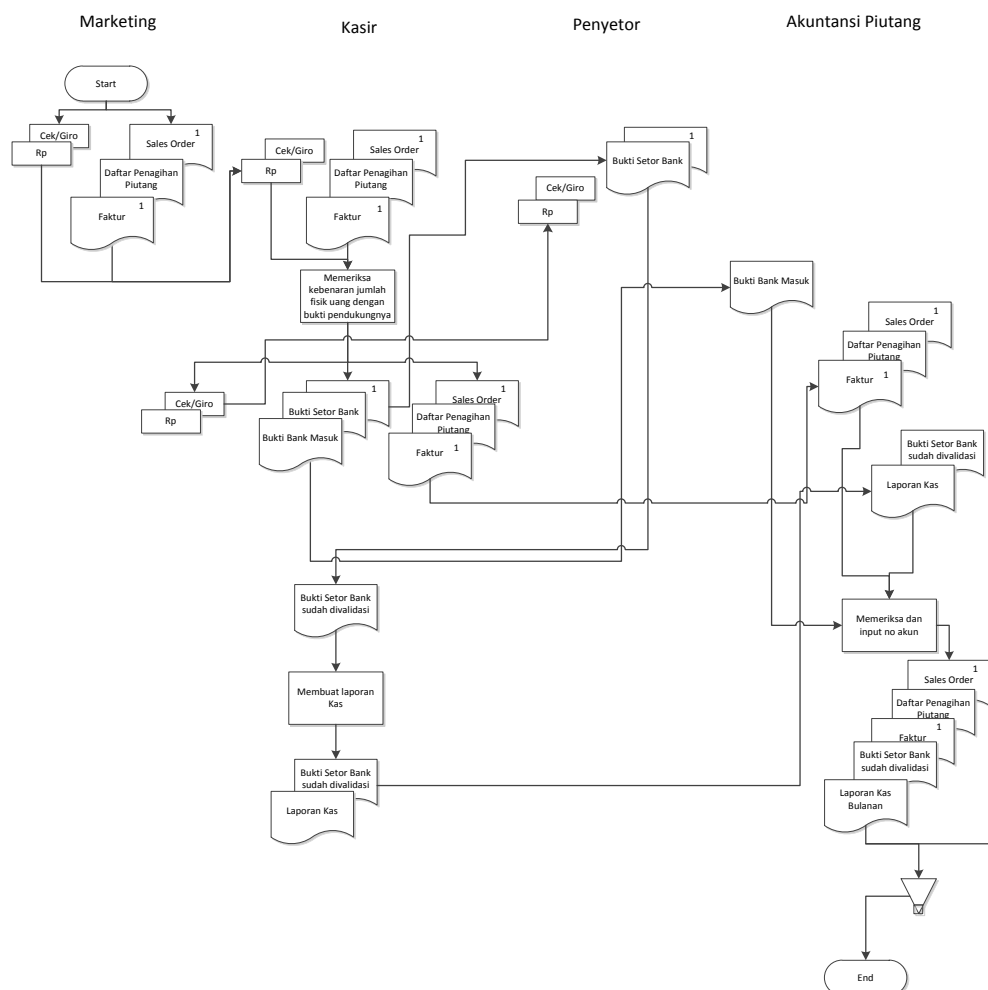 Marketing
Kasir
Penyetor
Akuntansi Piutang
Start
Cek/Giro
Rp
1
Sales Order
Daftar Penagihan
Piutang
Faktur
1
Cek/Giro
Rp
1
Sales Order
Daftar Penagihan
Piutang
Faktur
1
Memeriksa
kebenaran jumlah
fisik uang dengan
bukti pendukungnya
Cek/Giro
Rp
1
Bukti Setor Bank
Bukti Bank Masuk
1
Sales Order
Daftar Penagihan
Piutang
Faktur
1
Bukti Setor Bank
sudah divalidasi
Membuat laporan
Kas
Bukti Setor Bank
sudah divalidasi
Laporan Kas
1
Bukti Setor Bank
Cek/Giro
Rp
Bukti Bank Masuk
1
Sales Order
Daftar Penagihan
Piutang
Faktur
1
Bukti Setor Bank
sudah divalidasi
Laporan Kas
Memeriksa dan
input no akun
1
Sales Order
Daftar Penagihan
Piutang
1
Faktur
Bukti Setor Bank
sudah divalidasi
Laporan Kas
Bulanan
End